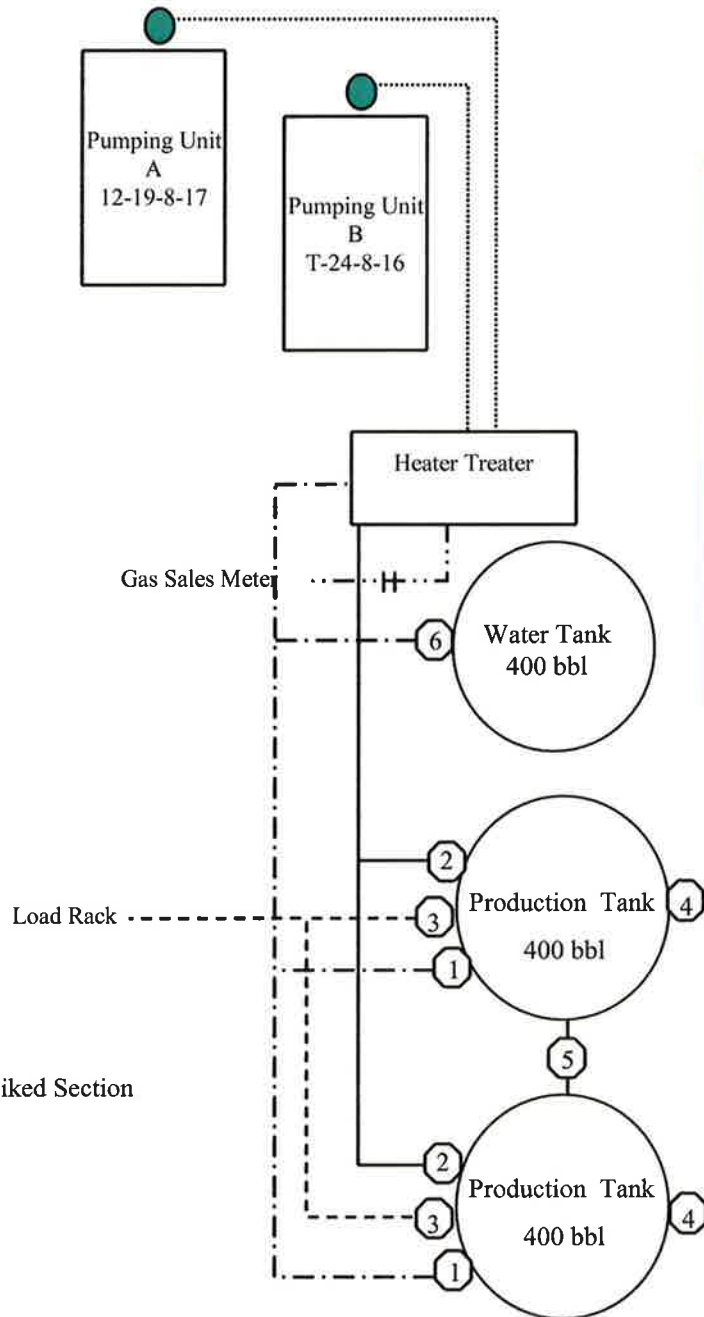 Pumping Unit
A
12-19-8-17
Pumping Unit
B
T-24-8-16
Heater Treater
Gas Sales Meter
6
Water Tank
400 bbl
2
Production Tank
4
Load Rack
3
400 bbl
1
5
iked Section
2
Production Tank
4
3
400 bbl
1